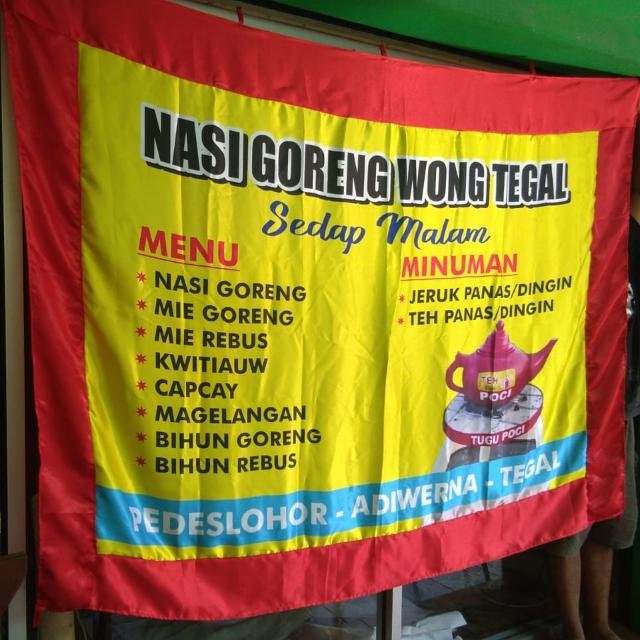 NASI GORENG WONG TEGAL
Sedap Malam
MENU
NASI GORENG
MIE GORENG
MIE REBUS
KWITIAUW
CAPCAY
MAGELANGAN
BIHUN GORENG
BIHUN REBUS
MINUMAN
JERUK PANAS/DINGIN
TEH PANAS/DINGIN
TEH
POCI
TUGU POCI
PEDESLOHOR - ADIWERNA - TEGAL